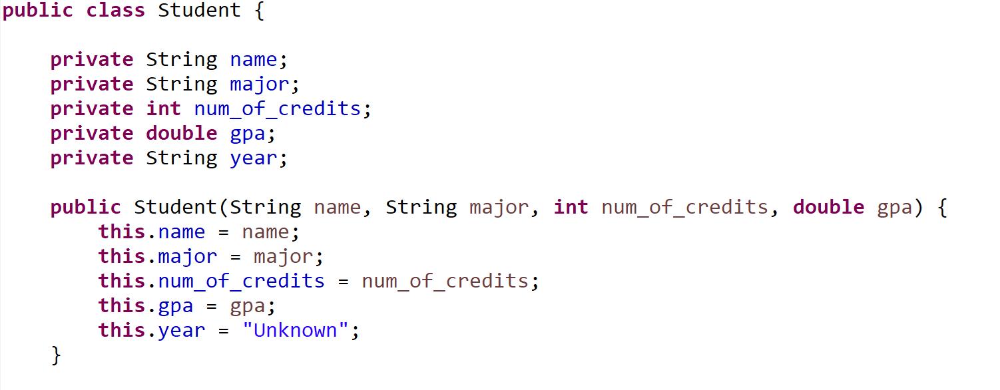 public class Student {
private String name;
private String major;
private int num_of_credits;
private double gpa;
private String year;
public Student(String name, String major, int num_of_credits, double gpa) {
this.name = name;
this.major = major;
this.num_of_credits = num_of_credits;
this.gpa = gpa;
this.year = "Unknown";
}